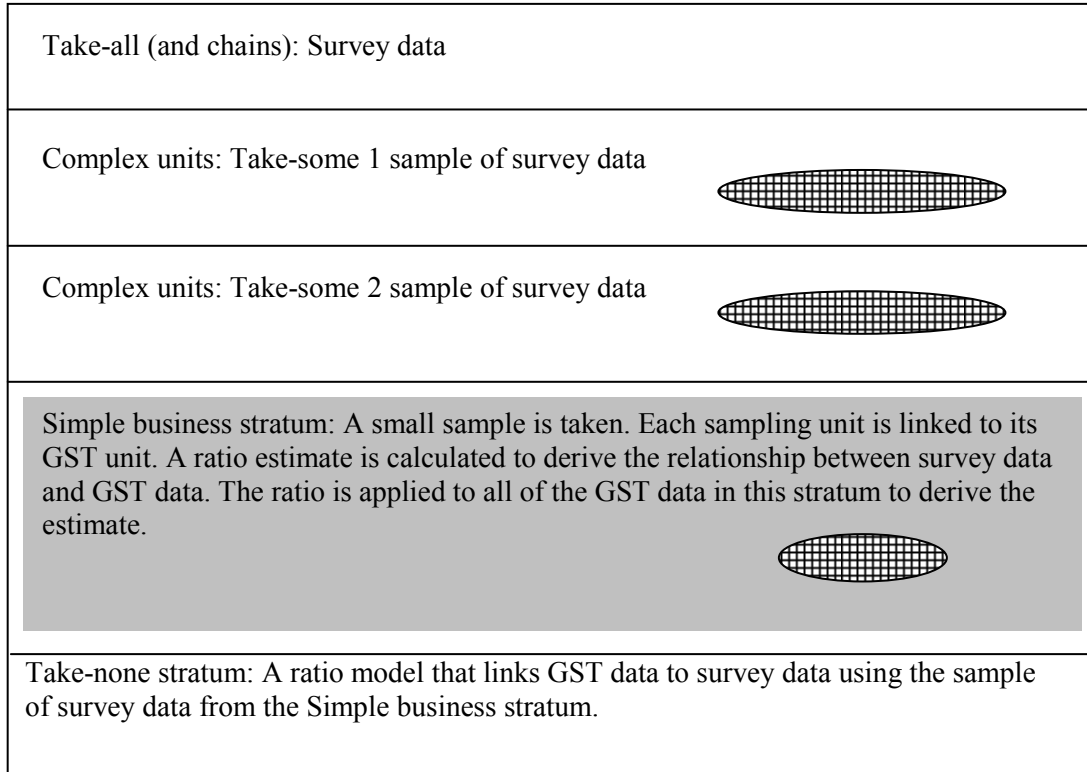 Take-all (and chains): Survey data
Complex units: Take-some 1 sample of survey data
Complex units: Take-some 2 sample of survey data
Simple business stratum: A small sample is taken. Each sampling unit is linked to its
GST unit. A ratio estimate is calculated to derive the relationship between survey data
and GST data. The ratio is applied to all of the GST data in this stratum to derive the
estimate.
Take-none stratum: A ratio model that links GST data to survey data using the sample
of survey data from the Simple business stratum.